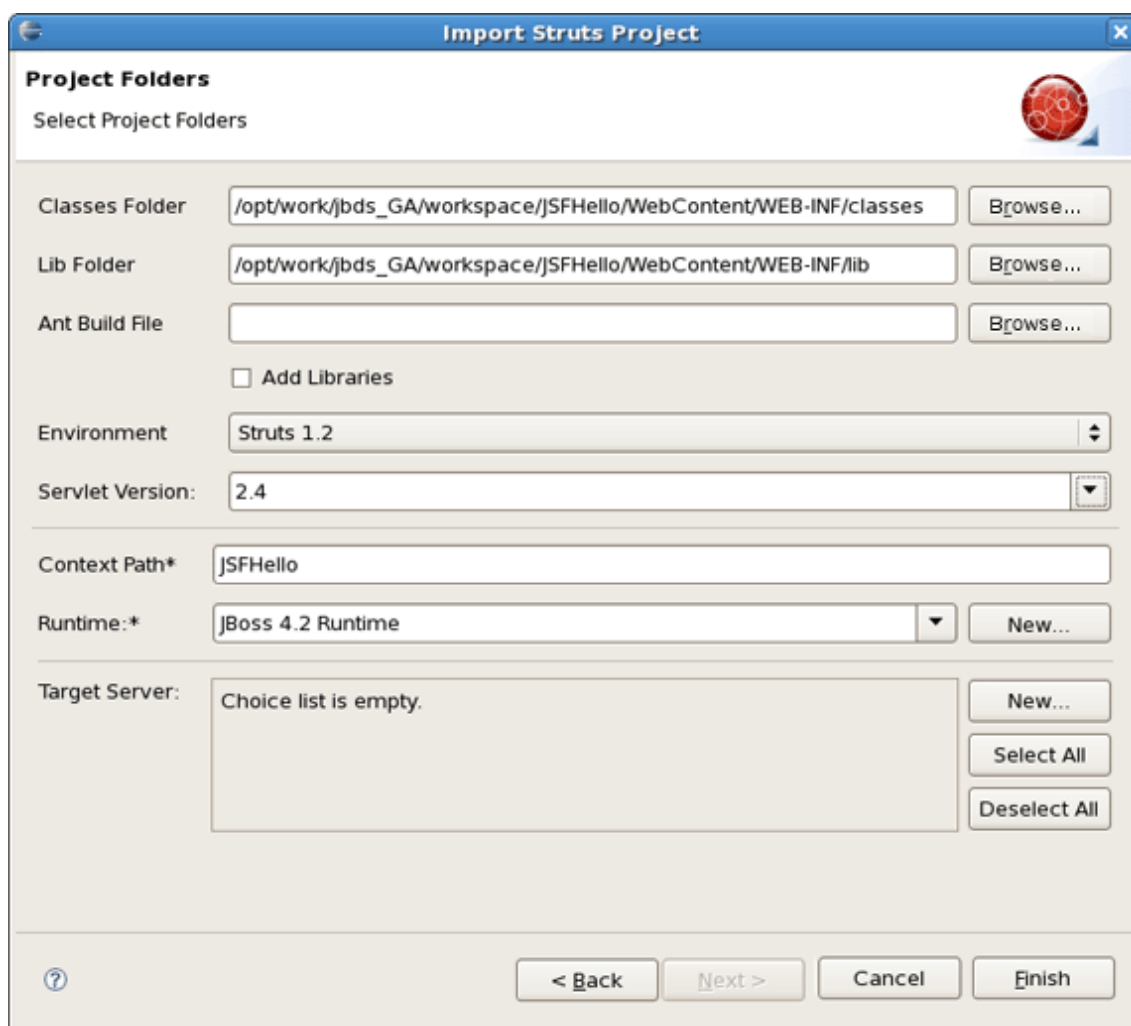 Import Struts Project
Project Folders
Select Project Folders
Classes Folder /opt/work/jbds_GA/workspace/JSFHello/WebContent/WEB-INF/classes Browse...
Lib Folder /opt/work/jbds_GA/workspace/JSFHello/WebContent/WEB-INF/lib Browse...
Ant Build File Browse...
Add Libraries
Environment Struts 1.2
Servlet Version: 2.4
Context Path* JSFHello
Runtime:* JBoss 4.2 Runtime New...
Target Server: Choice list is empty. New...
Select All
Deselect All
? < Back Next > Cancel Finish